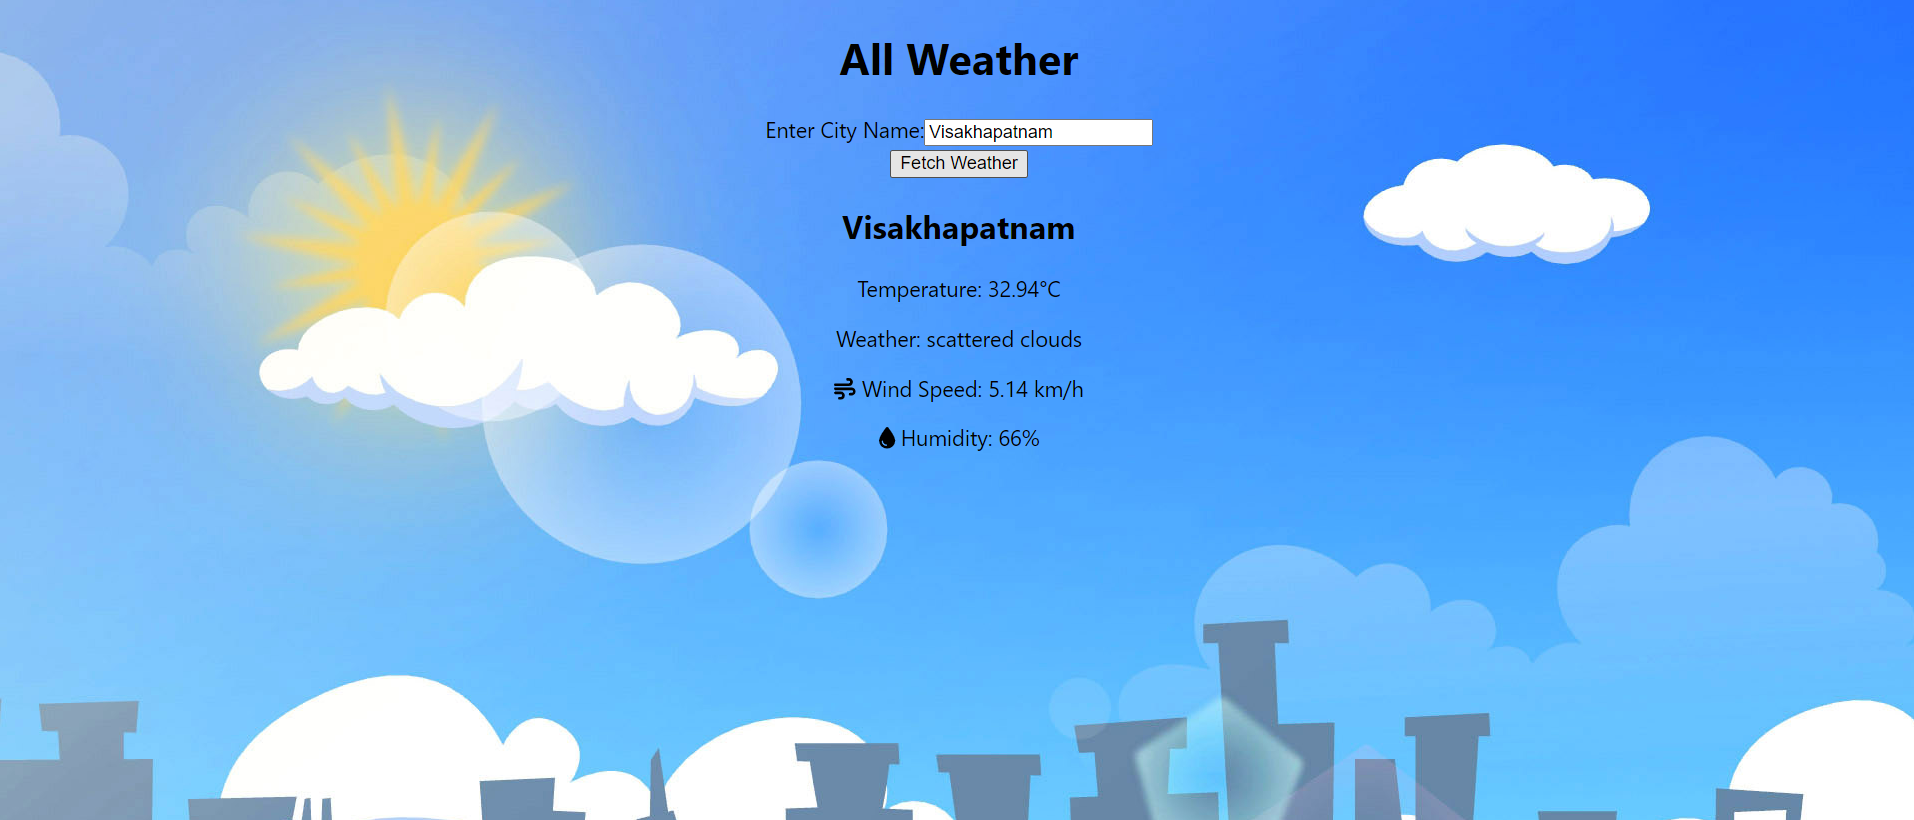 All Weather
Enter City Name: Visakhapatnam
Fetch Weather
Visakhapatnam
Temperature: 32.94°C
Weather: scattered clouds
Wind Speed: 5.14 km/h
Humidity: 66%